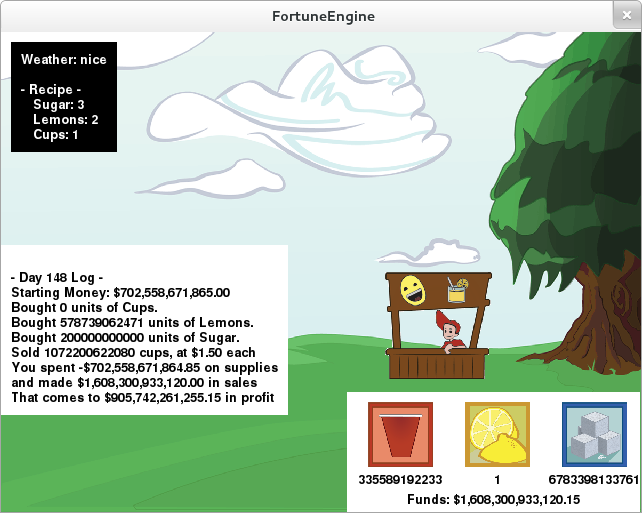 FortuneEngine
Weather: nice
- Recipe -
Sugar: 3
Lemons: 2
Cups: 1
- Day 148 Log -
Starting Money: $702,558,671,865.00
Bought 0 units of Cups.
Bought 578739062471 units of Lemons.
Bought 200000000000 units of Sugar.
Sold 1072200622080 cups, at $1.50 each
You spent -$702,558,671,864.85 on supplies
and made $1,608,300,933,120.00 in sales
That comes to $905,742,261,255.15 in profit
335589192233 1 6783398133761
Funds: $1,608,300,933,120.15